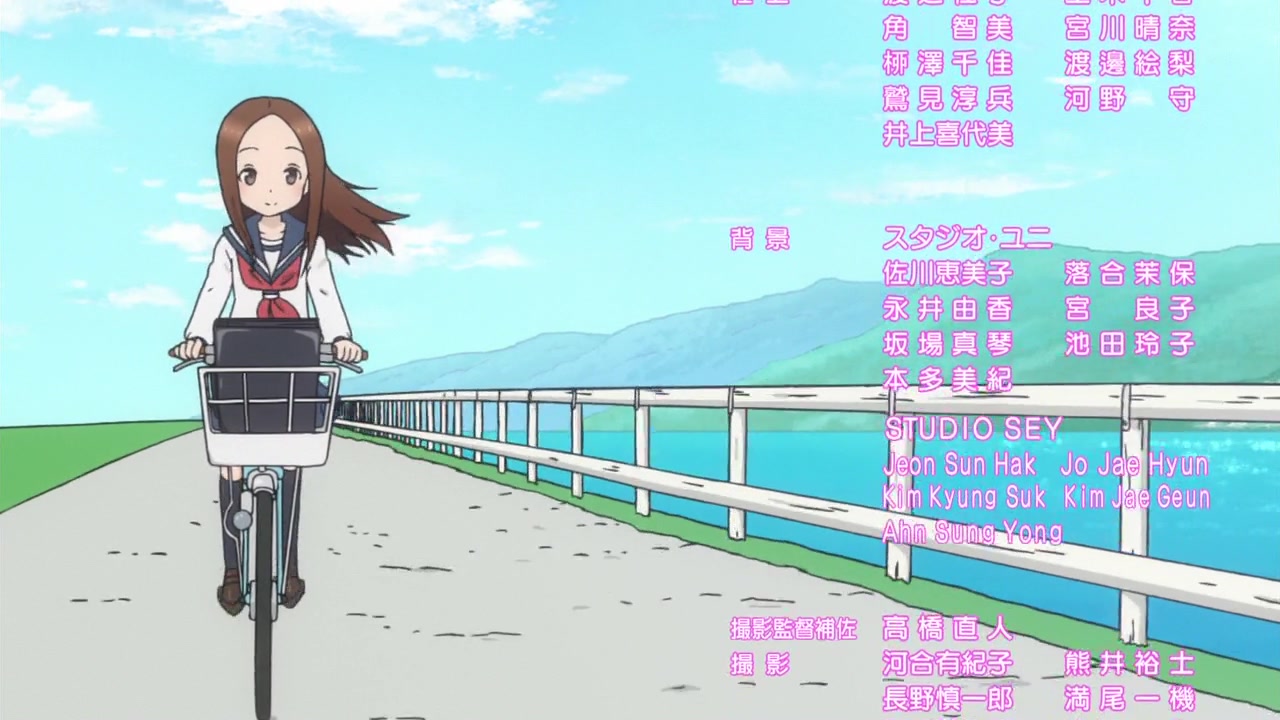 角 智美 宮川晴奈
栁澤千佳 渡邊絵梨
鷲見淳兵 河野 守
井上喜代美
背景 スタジオ・ユニ
佐川恵美子 落合茉保
永井由香 宮 良子
坂場真琴 池田玲子
本多美紀
STUDIO SEY
Jeon Sun Hak Jo Jae Hyun
Kim Kyung Suk Kim Jae Geun
Ahn Sung Yong
撮影監督補佐 高橋直人
撮影 河合有紀子 熊井裕士
長野慎一郎 満尾一機